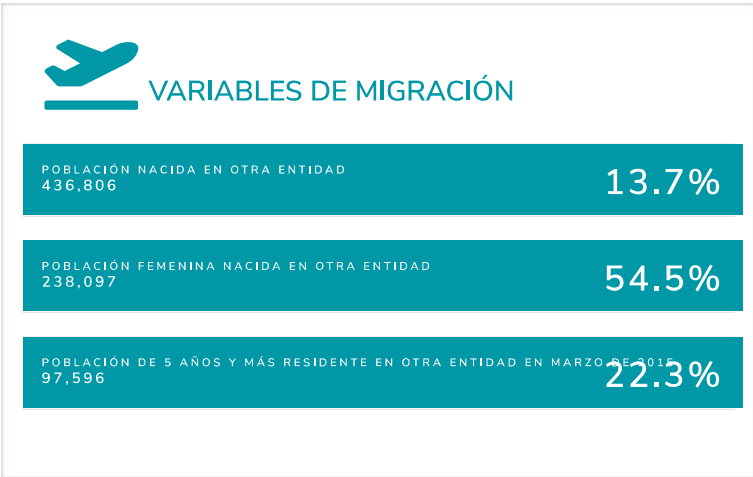 VARIABLES DE MIGRACIÓN
POBLACIÓN NACIDA EN OTRA ENTIDAD
436,806
13.7%
POBLACIÓN FEMENINA NACIDA EN OTRA ENTIDAD
238,097
54.5%
POBLACIÓN DE 5 AÑOS Y MÁS RESIDENTE EN OTRA ENTIDAD EN MARZO DE 2015
97,596
22.3%